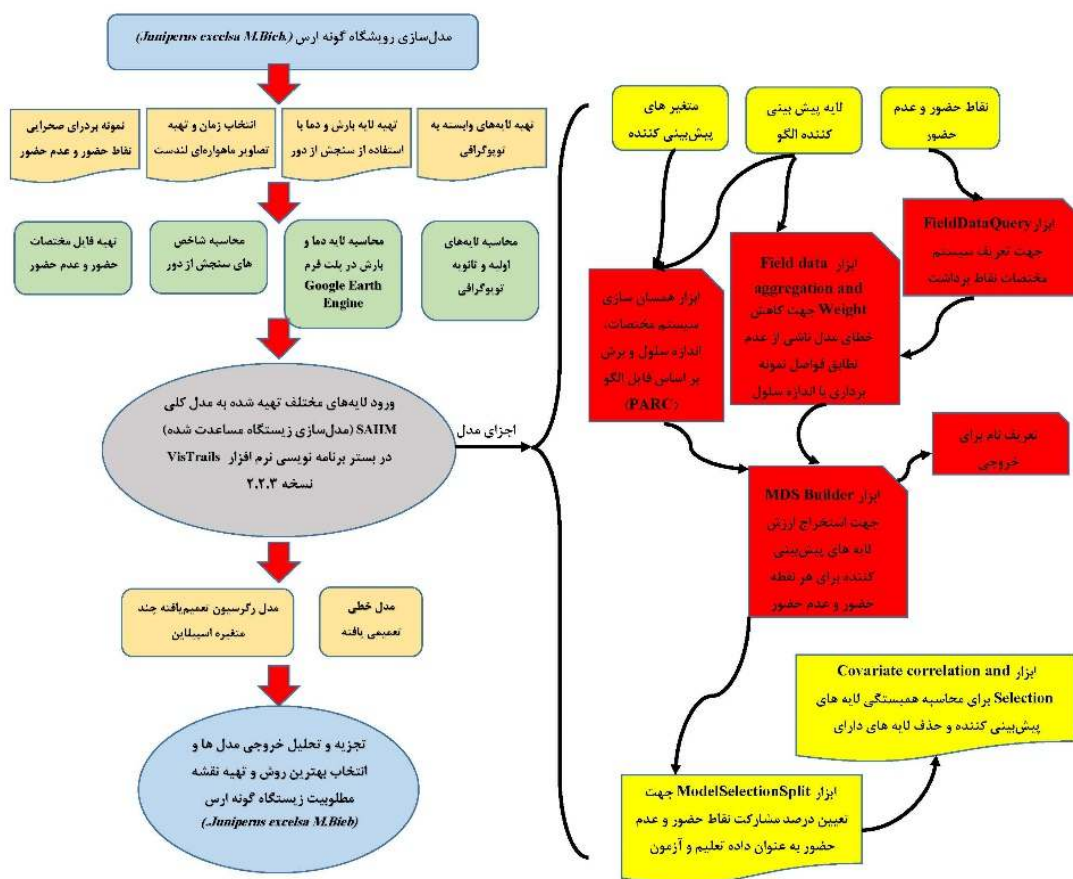 مدل‌سازی رویشگاه گونه ارس (Juniperus excelsa M.Bieb.)
نمونه بردرای صحرایی
نقاط حضور و عدم حضور
انتخاب زمان و تهیه
تصاویر ماهواره‌ای لندست
تهیه لایه بارش و دما با
استفاده از سنجش از دور
تهیه لایه‌های وابسته به
توپوگرافی
تهیه فایل مختصات
حضور و عدم حضور
محاسبه شاخص
های سنجش از دور
محاسبه لایه دما و
بارش در پلت فرم
Google Earth
Engine
محاسبه لایه‌های
اولیه و ثانویه
توپوگرافی
ورود لایه‌های مختلف تهیه شده به مدل کلی
SAHM (مدل‌سازی زیستگاه مساعدت شده)
در بستر برنامه نویسی نرم افزار VisTrails
نسخه ۲.۲.۳
اجزای مدل
مدل رگرسیون تعمیم‌یافته چند
متغیره اسپیلاین
مدل خطی
تعمیمی یافته
تجزیه و تحلیل خروجی مدل ها و
انتخاب بهترین روش و تهیه نقشه
مطلوبیت زیستگاه گونه ارس
(Juniperus excelsa M.Bieb.)
متغیر های
پیش‌بینی کننده
لایه پیش بینی
کننده الگو
نقاط حضور و عدم
حضور
ابزار FieldDataQuery
جهت تعریف سیستم
مختصات نقاط برداشت
ابزار Field data
aggregation and
Weight جهت کاهش
خطای مدل ناشی از عدم
تطابق فواصل نمونه
برداری با اندازه سلول
ابزار همسان سازی
سیستم مختصات،
اندازه سلول و برش
بر اساس فایل الگو
(PARC)
تعریف نام برای
خروجی
ابزار MDS Builder
جهت استخراج ارزش
لایه های پیش‌بینی
کننده برای هر نقطه
حضور و عدم حضور
ابزار Covariate correlation and
Selection برای محاسبه همبستگی لایه های
پیش‌بینی کننده و حذف لایه های دارای
ابزار ModelSelectionSplit جهت
تعیین درصد مشارکت نقاط حضور و عدم
حضور به عنوان داده تعلیم و آزمون